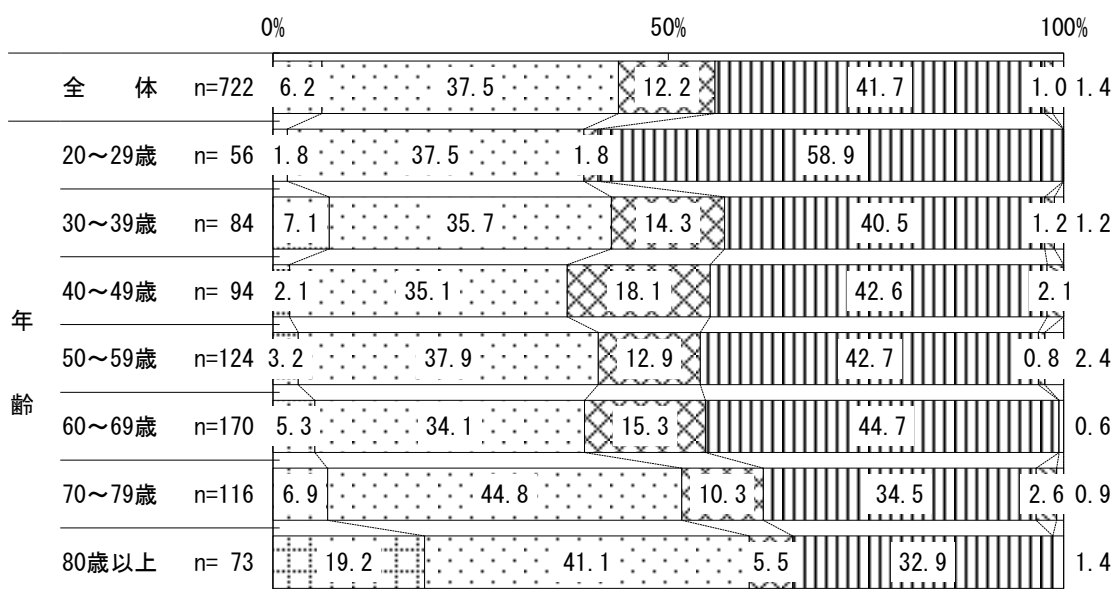 0% 50% 100%
全 体 n=722 6.2 37.5 12.2 41.7 1.0 1.4
20～29歳 n= 56 1.8 37.5 1.8 58.9
30～39歳 n= 84 7.1 35.7 14.3 40.5 1.2 1.2
40～49歳 n= 94 2.1 35.1 18.1 42.6 2.1
年
50～59歳 n=124 3.2 37.9 12.9 42.7 0.8 2.4
齢
60～69歳 n=170 5.3 34.1 15.3 44.7 0.6
70～79歳 n=116 6.9 44.8 10.3 34.5 2.6 0.9
80歳以上 n= 73 19.2 41.1 5.5 32.9 1.4